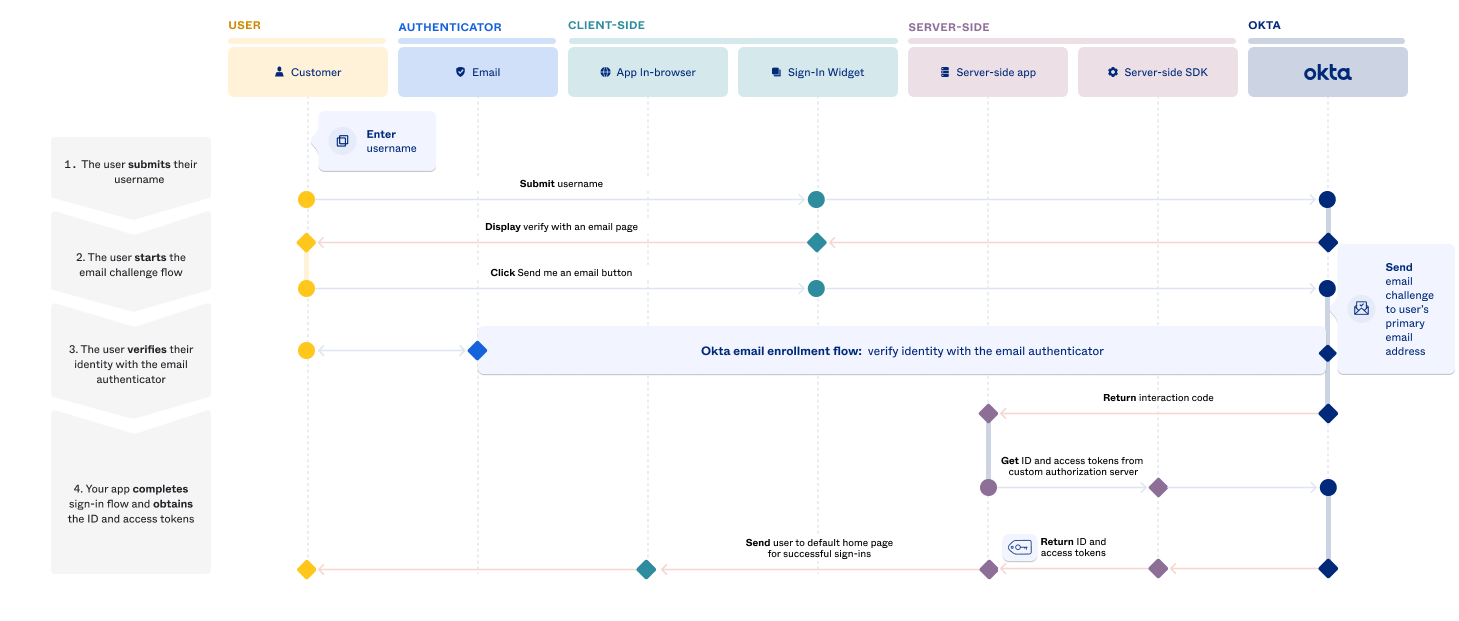 USER
AUTHENTICATOR
CLIENT-SIDE
SERVER-SIDE
OKTA
Customer
Email
App In-browser
Sign-In Widget
Server-side app
Server-side SDK
okta
Enter
username
1. The user submits their
username
Submit username
Display verify with an email page
2. The user starts the
email challenge flow
Click Send me an email button
Send
email
challenge
to user's
primary
email
address
3. The user verifies their
identity with the email
authenticator
Okta email enrollment flow: verify identity with the email authenticator
Return interaction code
Get ID and access tokens from
custom authorization server
4. Your app completes
sign-in flow and obtains
the ID and access tokens
Send user to default home page
for successful sign-ins
Return ID and
access tokens